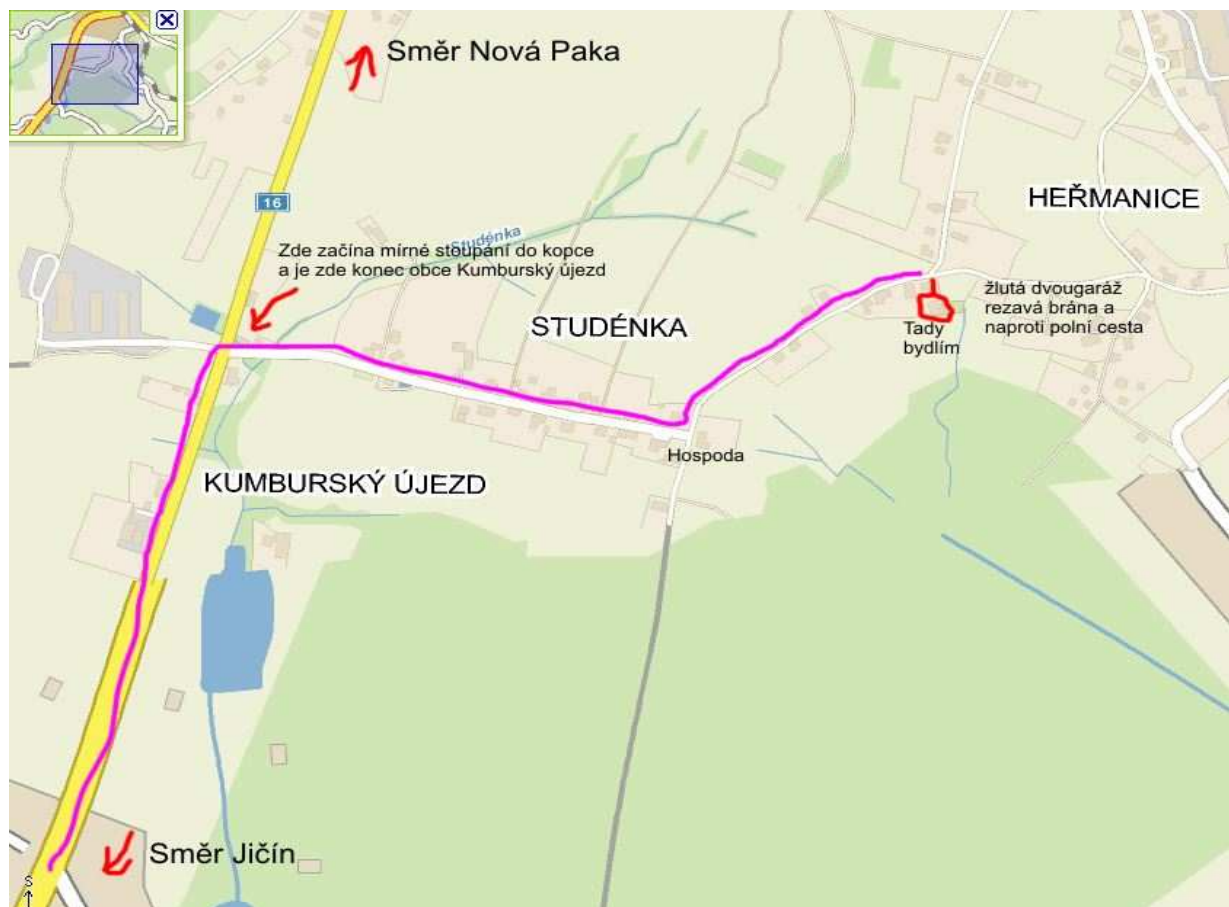 Směr Nová Paka
HEŘMANICE
16
Studénka
Zde začína mírné stoupání do kopce
a je zde konec obce Kumburský újezd
STUDÉNKA
žlutá dvougaráž
rezavá brána a
naproti polní cesta
Tady
bydlím
Hospoda
KUMBURSKÝ ÚJEZD
Směr Jičín
S